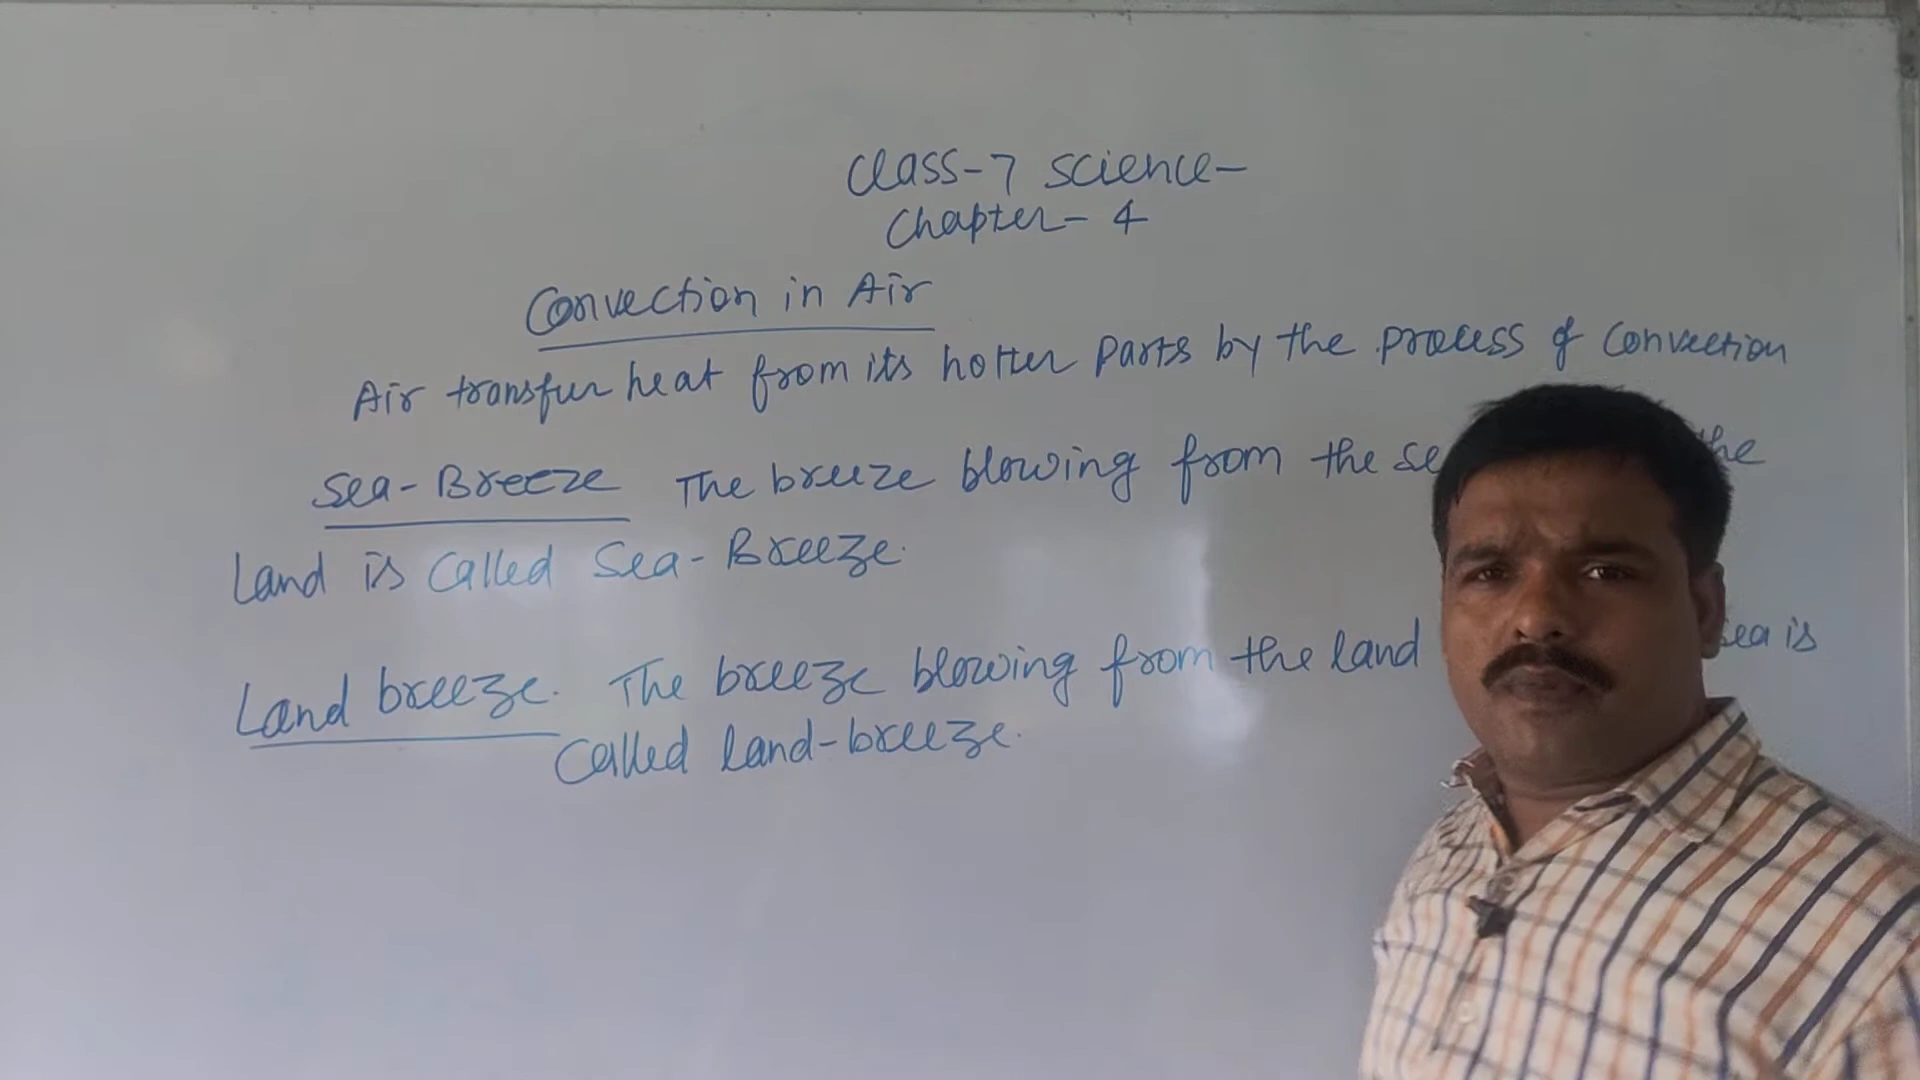 Class-7 Science-
Chapter-4
Convection in Air
Air transfer heat from its hotter parts by the process of convection
Sea-Breeze The breeze blowing from the
Land is called Sea-Breeze.
Land breeze. The breeze blowing from the land sea is
called land-breeze.